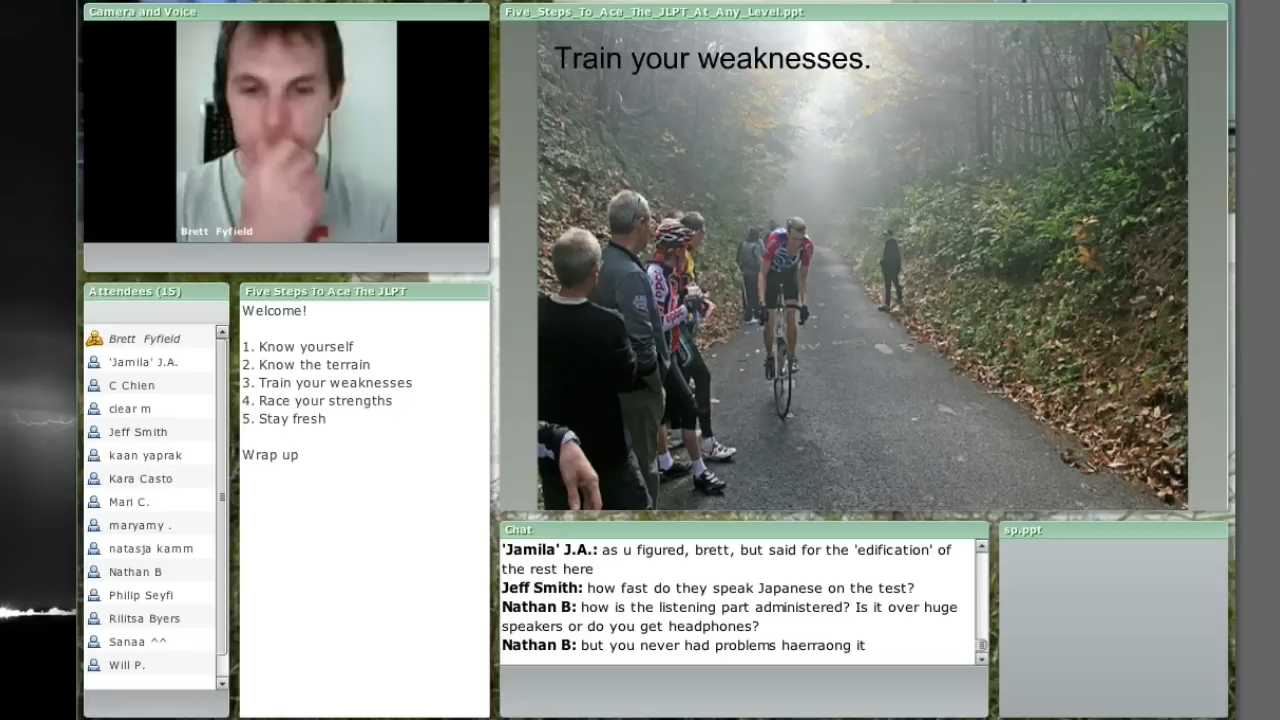 Camera and Voice
Brett Fyfield
Attendees (15)
Brett Fyfield
'Jamila' J.A.
C Chien
clear m
Jeff Smith
kaan yaprak
Kara Casto
Mari C.
maryamy .
natasja kamm
Nathan B
Philip Seyfi
Rilitsa Byers
Sanaa ^^
Will P.
Five Steps To Ace The JLPT
Welcome!
1. Know yourself
2. Know the terrain
3. Train your weaknesses
4. Race your strengths
5. Stay fresh
Wrap up
Five_Steps_To_Ace_The_JLPT_At_Any_Level.ppt
Train your weaknesses.
Chat
'Jamila' J.A.: as u figured, brett, but said for the 'edification' of
the rest here
Jeff Smith: how fast do they speak Japanese on the test?
Nathan B: how is the listening part administered? Is it over huge
speakers or do you get headphones?
Nathan B: but you never had problems haerraong it
sp.ppt